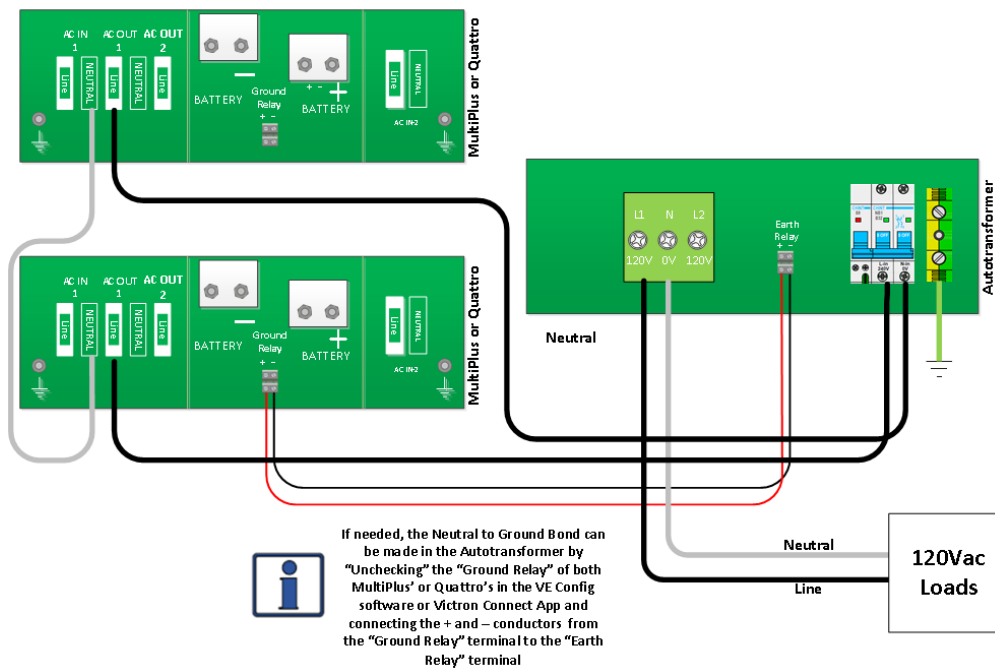 AC IN
1
AC OUT
1
AC OUT
2
Line
NEUTRAL
Line
NEUTRAL
Line
BATTERY
Ground
Relay
+ -
+ -
BATTERY
Line
NEUTRAL
AC IN-2
MultiPlus or Quattro
AC IN
1
AC OUT
1
AC OUT
2
Line
NEUTRAL
Line
NEUTRAL
Line
BATTERY
Ground
Relay
+ -
BATTERY
Line
NEUTRAL
AC IN-2
MultiPlus or Quattro
L1 N L2
120V 0V 120V
Earth
Relay
+ -
Autotransformer
Neutral
If needed, the Neutral to Ground Bond can
be made in the Autotransformer by
“Unchecking” the “Ground Relay” of both
MultiPlus’ or Quattro’s in the VE Config
software or Victron Connect App and
connecting the + and – conductors from
the “Ground Relay” terminal to the “Earth
Relay” terminal
Neutral
Line
120Vac
Loads